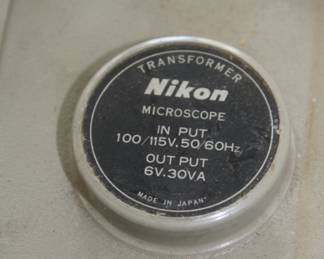 TRANSFORMER
Nikon
MICROSCOPE
IN PUT
100/115V.50/60Hz
OUT PUT
6V.30VA
MADE IN JAPAN